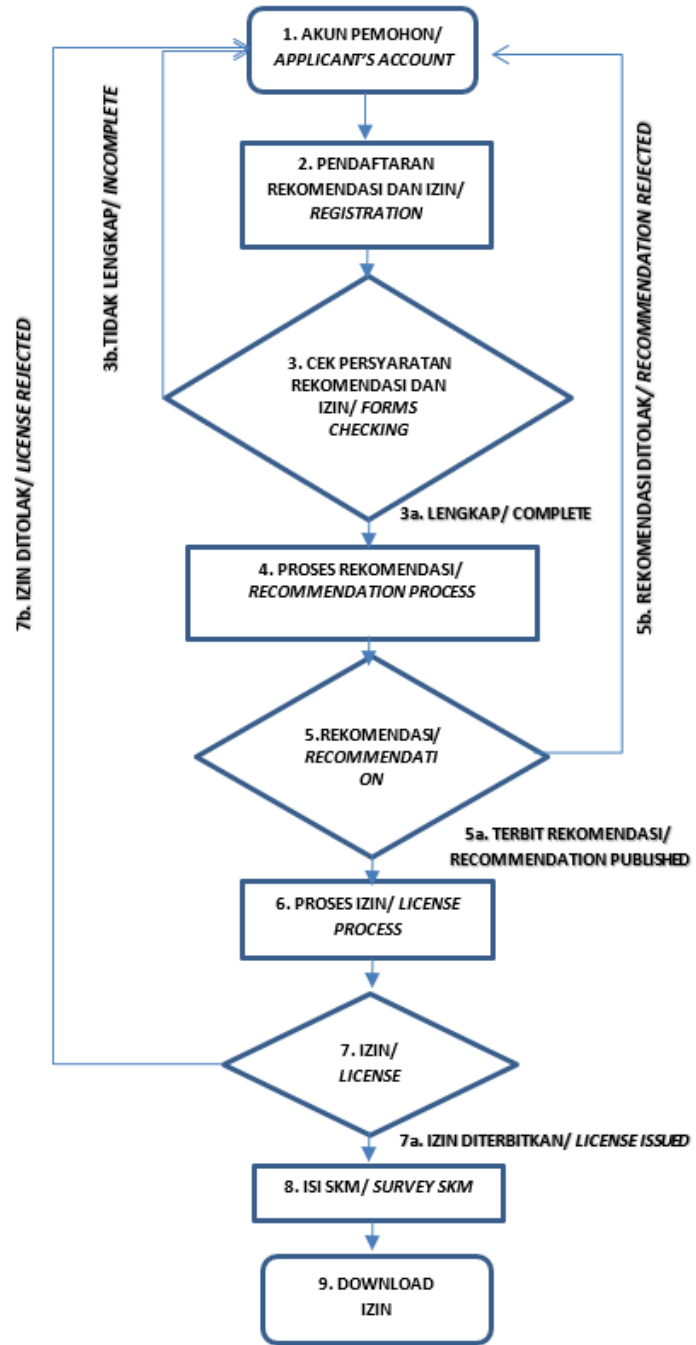 1. AKUN PEMOHON/
APPLICANT'S ACCOUNT
2. PENDAFTARAN
REKOMENDASI DAN IZIN/
REGISTRATION
3b.TIDAK LENGKAP/ INCOMPLETE
5b. REKOMENDASI DITOLAK/ RECOMMENDATION REJECTED
7b. IZIN DITOLAK/ LICENSE REJECTED
3. CEK PERSYARATAN
REKOMENDASI DAN
IZIN/ FORMS
CHECKING
3a. LENGKAP/ COMPLETE
4. PROSES REKOMENDASI/
RECOMMENDATION PROCESS
5.REKOMENDASI/
RECOMMENDATI
ON
5a. TERBIT REKOMENDASI/
RECOMMENDATION PUBLISHED
6. PROSES IZIN/ LICENSE
PROCESS
7. IZIN/
LICENSE
7a. IZIN DITERBITKAN/ LICENSE ISSUED
8. ISI SKM/ SURVEY SKM
9. DOWNLOAD
IZIN